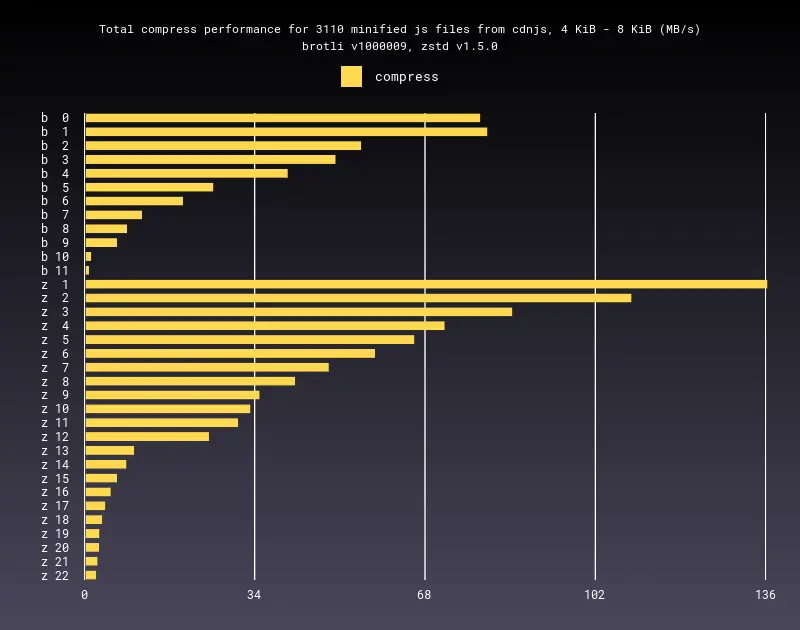 Total compress performance for 3110 minified js files from cdnjs, 4 KiB - 8 KiB (MB/s)
brotli v1000009, zstd v1.5.0
compress
b 0
b 1
b 2
b 3
b 4
b 5
b 6
b 7
b 8
b 9
b 10
b 11
z 1
z 2
z 3
z 4
z 5
z 6
z 7
z 8
z 9
z 10
z 11
z 12
z 13
z 14
z 15
z 16
z 17
z 18
z 19
z 20
z 21
z 22
0 34 68 102 136